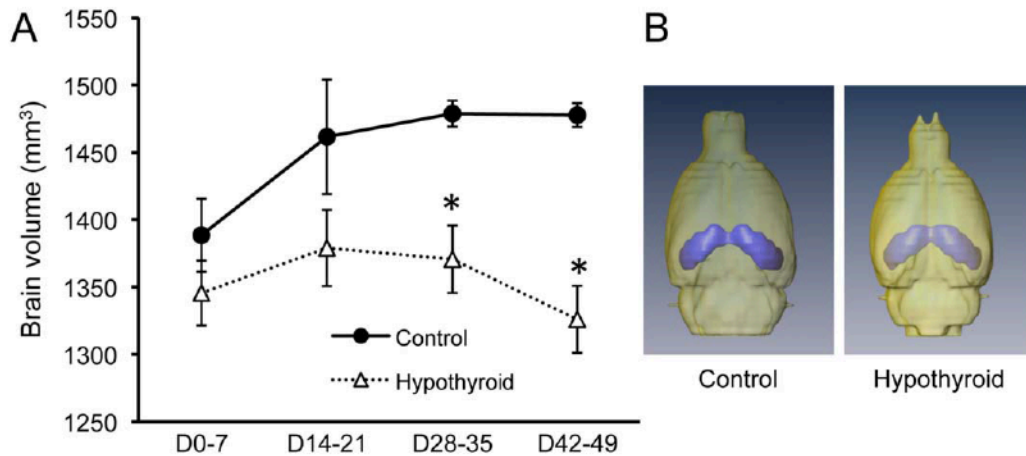 A
Brain volume (mm³)
1550
1500
1450
1400
1350
1300
1250
*
*
Control
Hypothyroid
D0-7 D14-21 D28-35 D42-49
B
Control Hypothyroid